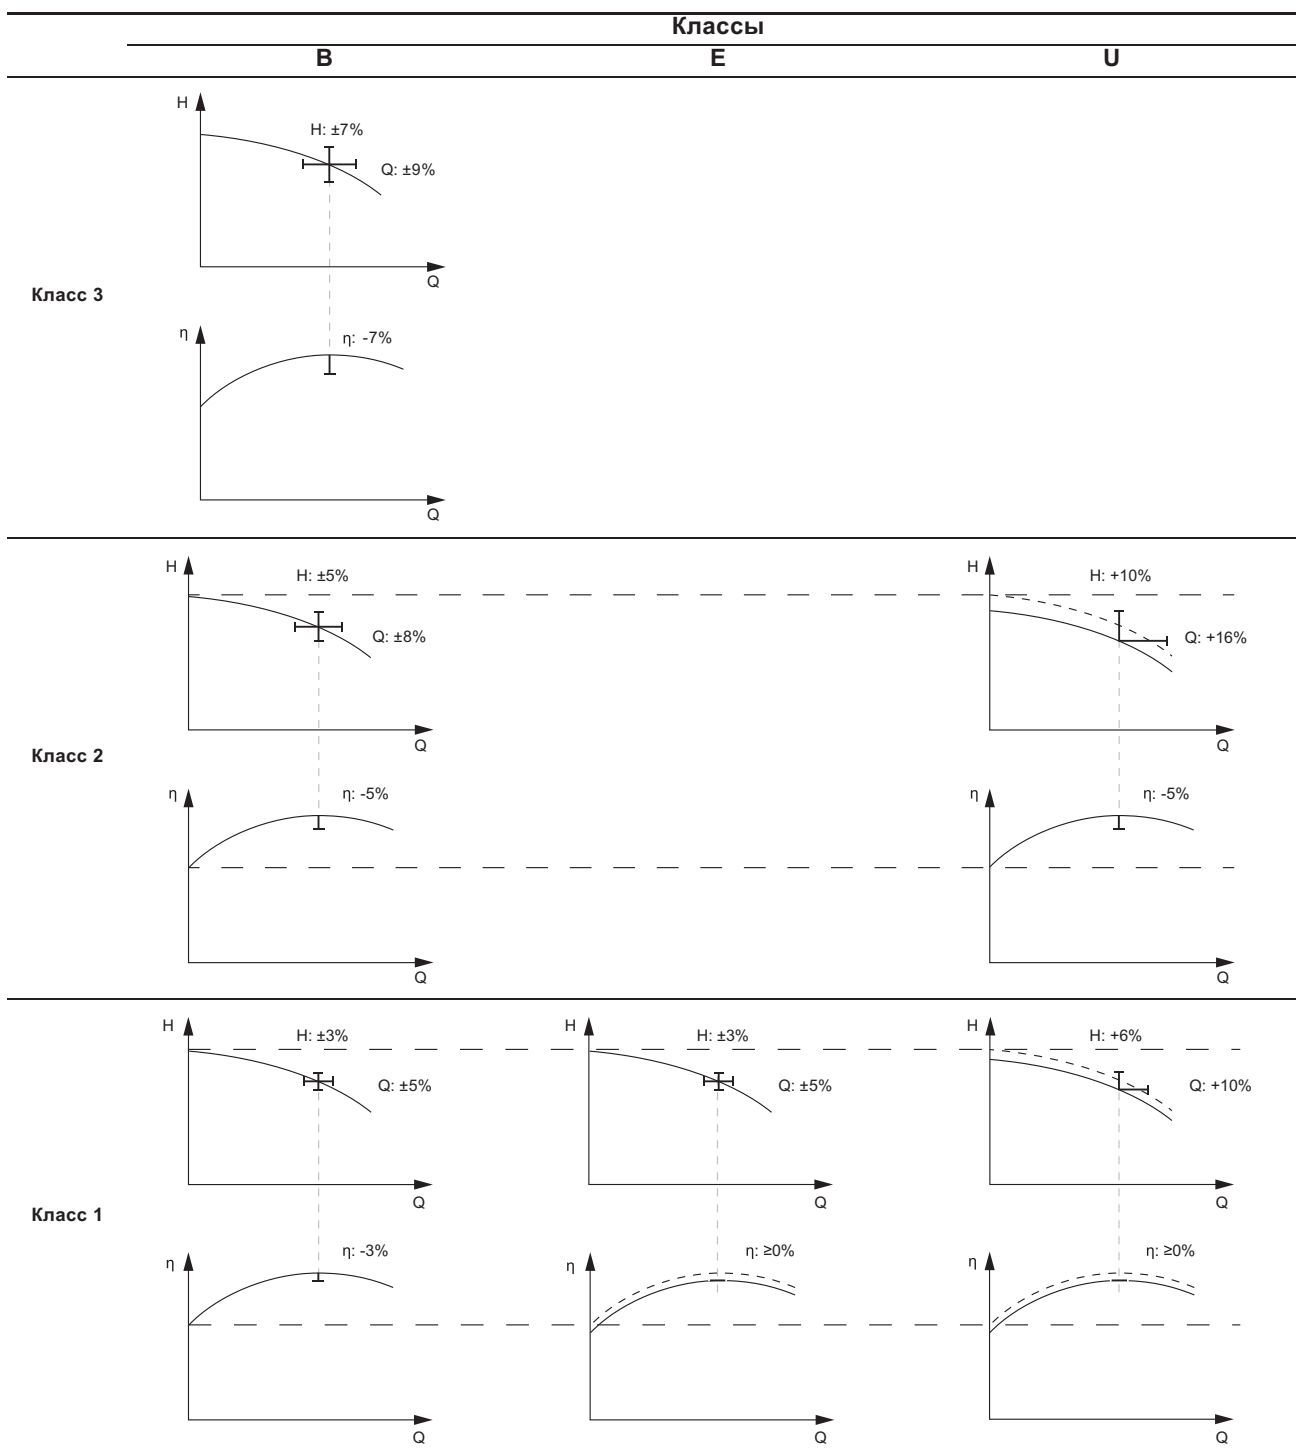 Классы
B E U
H
H: ±7%
Q: ±9%
Q
Класс 3
η
η: -7%
Q
H H: ±5% H H: +10%
Q: ±8% Q: +16%
Q Q
Класс 2
η η: -5% η η: -5%
Q Q
H H: ±3% H H: ±3% H H: +6%
Q: ±5% Q: ±5% Q: +10%
Q Q Q
Класс 1
η η: -3% η η: ≥0% η η: ≥0%
Q Q Q